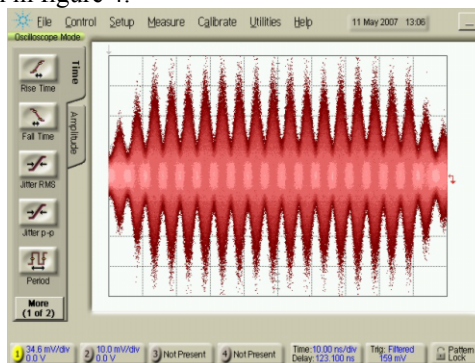 n in figure 4.
File Control Setup Measure Calibrate Utilities Help 11 May 2007 13:06
Oscilloscope Mode
Time
Amplitude
Rise Time
Fall Time
Jitter RMS
Jitter p-p
Period
More
(1 of 2)
1 34.6 mV/div
0.0 V
2 10.0 mV/div
0.0 V
3 Not Present
4 Not Present
Time:10.00 ns/div
Delay:123.100 ns
Trig: Filtered
159 mV
Pattern
Lock